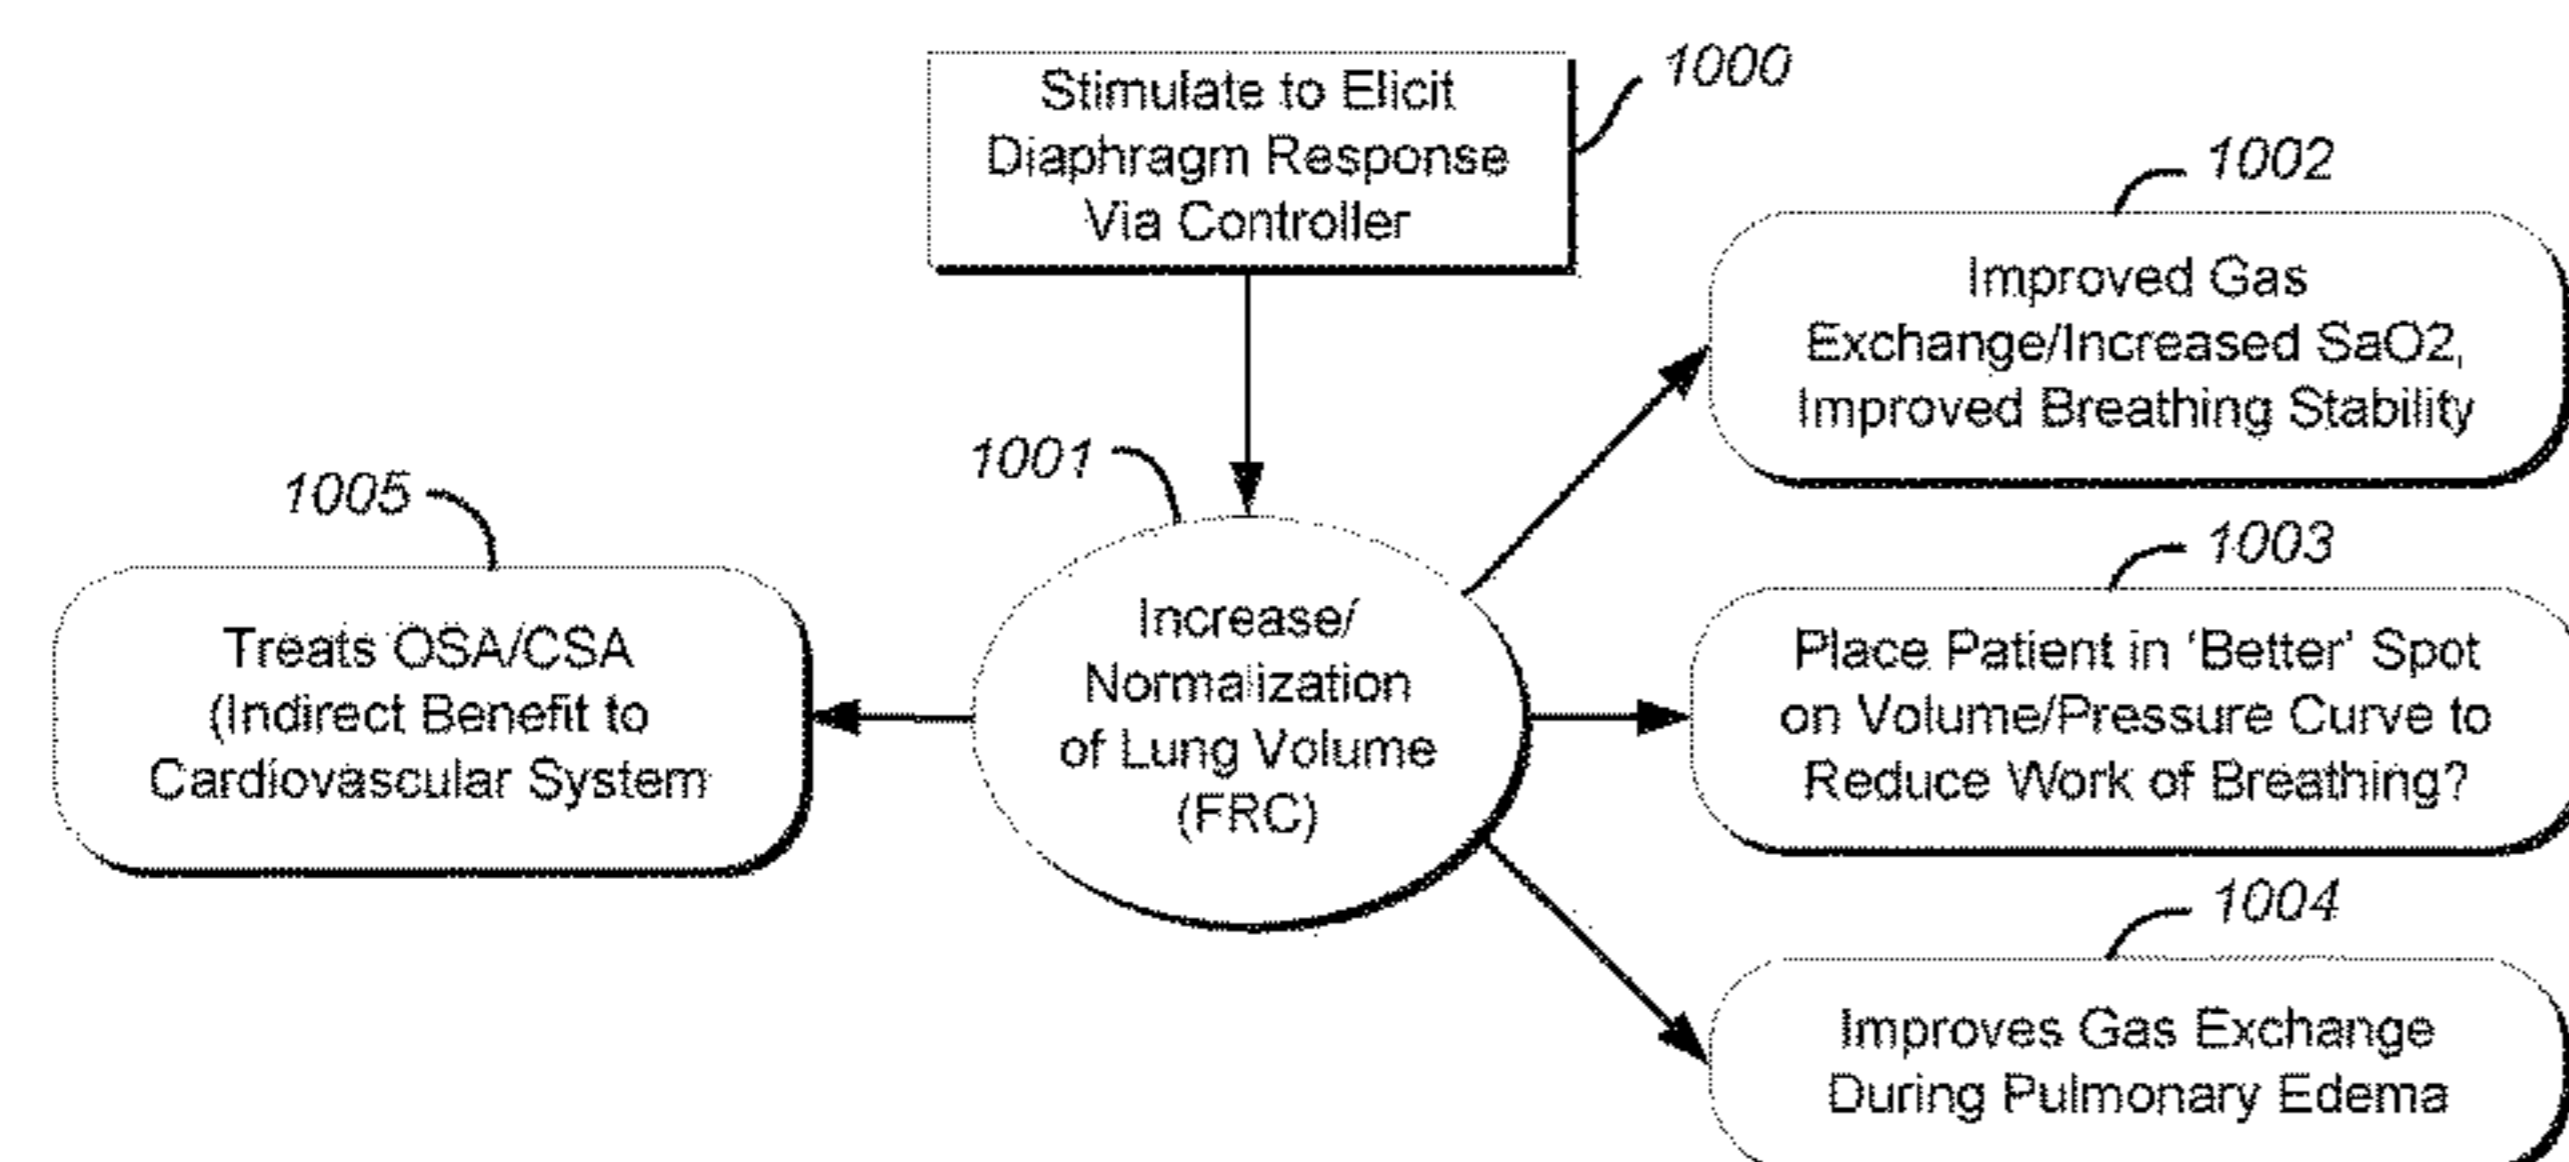 Stimulate to Elicit
Diaphragm Response
Via Controller
1000
1002
Improved Gas
Exchange/Increased SaO2,
Improved Breathing Stability
1001
1005
Treats OSA/CSA
(Indirect Benefit to
Cardiovascular System
Increase/
Normalization
of Lung Volume
(FRC)
1003
Place Patient in ‘Better’ Spot
on Volume/Pressure Curve to
Reduce Work of Breathing?
1004
Improves Gas Exchange
During Pulmonary Edema